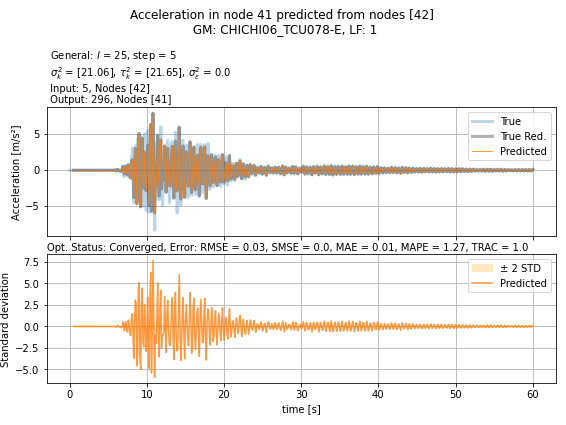 Acceleration in node 41 predicted from nodes [42]
GM: CHICHI06_TCU078-E, LF: 1
General: l = 25, step = 5
σ²ₖ = [21.06], τ²ₖ = [21.65], σ²_ε = 0.0
Input: 5, Nodes [42]
Output: 296, Nodes [41]
Acceleration [m/s²]
5
0
−5
True
True Red.
Predicted
Opt. Status: Converged, Error: RMSE = 0.03, SMSE = 0.0, MAE = 0.01, MAPE = 1.27, TRAC = 1.0
Standard deviation
7.5
5.0
2.5
0.0
−2.5
−5.0
± 2 STD
Predicted
0 10 20 30 40 50 60
time [s]